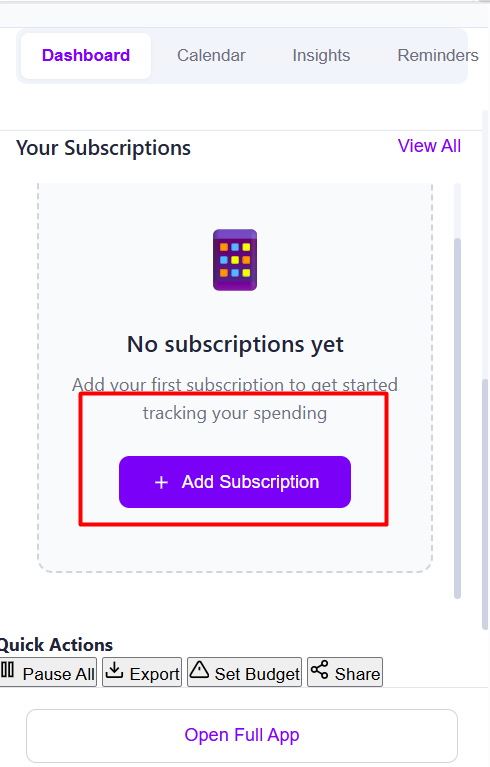 Dashboard Calendar Insights Reminders
Your Subscriptions View All
No subscriptions yet
Add your first subscription to get started
tracking your spending
+ Add Subscription
Quick Actions
Pause All Export Set Budget Share
Open Full App